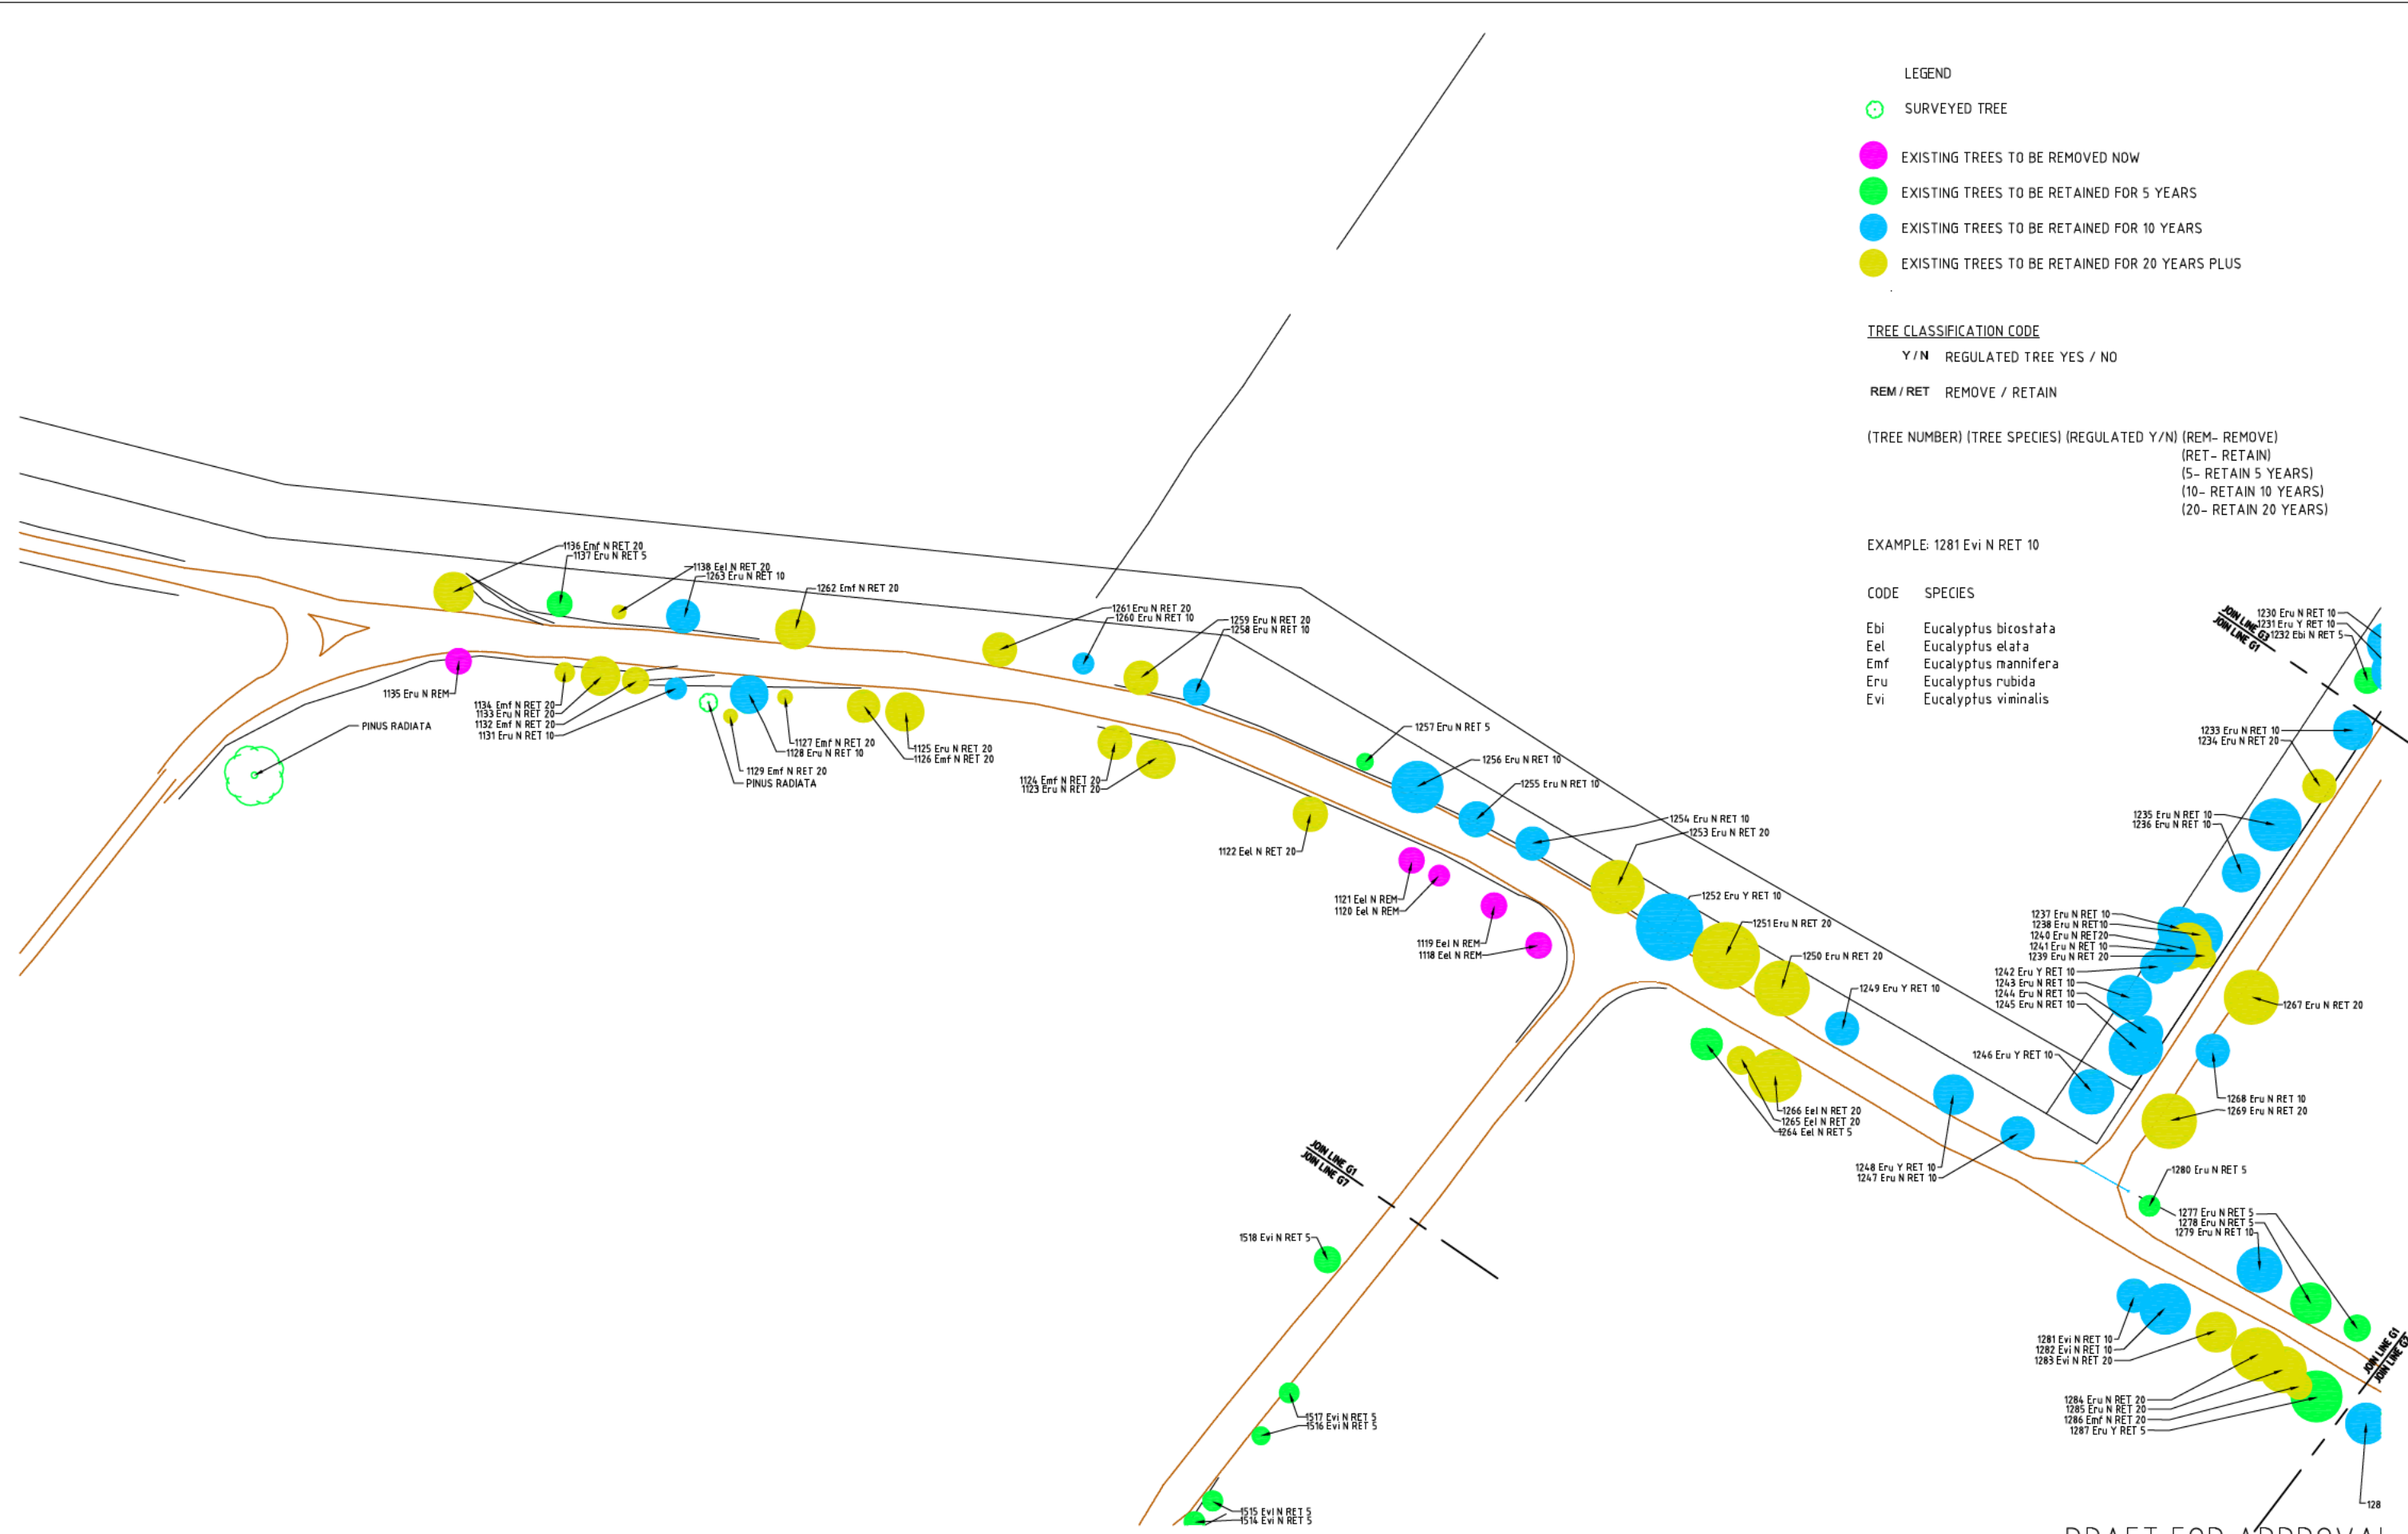 LEGEND
SURVEYED TREE
EXISTING TREES TO BE REMOVED NOW
EXISTING TREES TO BE RETAINED FOR 5 YEARS
EXISTING TREES TO BE RETAINED FOR 10 YEARS
EXISTING TREES TO BE RETAINED FOR 20 YEARS PLUS
TREE CLASSIFICATION CODE
Y/N REGULATED TREE YES / NO
REM/RET REMOVE / RETAIN
(TREE NUMBER) (TREE SPECIES) (REGULATED Y/N) (REM- REMOVE)
(RET- RETAIN)
(5- RETAIN 5 YEARS)
(10- RETAIN 10 YEARS)
(20- RETAIN 20 YEARS)
EXAMPLE: 1281 Evi N RET 10
CODE SPECIES
Ebi Eucalyptus bicostata
Eel Eucalyptus elata
Emf Eucalyptus mannifera
Eru Eucalyptus rubida
Evi Eucalyptus viminalis
1136 Emf N RET 20
1137 Eru N RET 5
1138 Eel N RET 20
1263 Eru N RET 10
1262 Emf N RET 20
1261 Eru N RET 20
1260 Eru N RET 10
1259 Eru N RET 20
1258 Eru N RET 10
1135 Eru N REM
PINUS RADIATA
1134 Emf N RET 20
1133 Eru N RET 20
1132 Emf N RET 20
1131 Eru N RET 10
1127 Emf N RET 20
1128 Eru N RET 10
1129 Emf N RET 20
PINUS RADIATA
1125 Eru N RET 20
1126 Emf N RET 20
1124 Emf N RET 20
1123 Eru N RET 20
1257 Eru N RET 5
1256 Eru N RET 10
1255 Eru N RET 10
1254 Eru N RET 10
1253 Eru N RET 20
1122 Eel N RET 20
1121 Eel N REM
1120 Eel N REM
1119 Eel N REM
1118 Eel N REM
1252 Eru Y RET 10
1251 Eru N RET 20
1250 Eru N RET 20
1249 Eru Y RET 10
1230 Eru N RET 10
1231 Eru Y RET 10
1232 Ebi N RET 5
JOIN LINE G3
JOIN LINE G1
1233 Eru N RET 10
1234 Eru N RET 20
1235 Eru N RET 10
1236 Eru N RET 10
1237 Eru N RET 10
1238 Eru N RET10
1240 Eru N RET20
1241 Eru N RET 10
1239 Eru N RET 20
1242 Eru Y RET 10
1243 Eru N RET 10
1244 Eru N RET 10
1245 Eru N RET 10
1246 Eru Y RET 10
1267 Eru N RET 20
1268 Eru N RET 10
1269 Eru N RET 20
1266 Eel N RET 20
1265 Eel N RET 20
1264 Eel N RET 5
1248 Eru Y RET 10
1247 Eru N RET 10
JOIN LINE G1
JOIN LINE G7
1280 Eru N RET 5
1277 Eru N RET 5
1278 Eru N RET 5
1279 Eru N RET 10
1518 Evi N RET 5
1281 Evi N RET 10
1282 Evi N RET 10
1283 Evi N RET 20
1284 Eru N RET 20
1285 Eru N RET 20
1286 Emf N RET 20
1287 Eru Y RET 5
JOIN LINE G1
JOIN LINE G2
1517 Evi N RET 5
1516 Evi N RET 5
1515 Evi N RET 5
1514 Evi N RET 5
128
DRAFT FOR APPROVAL